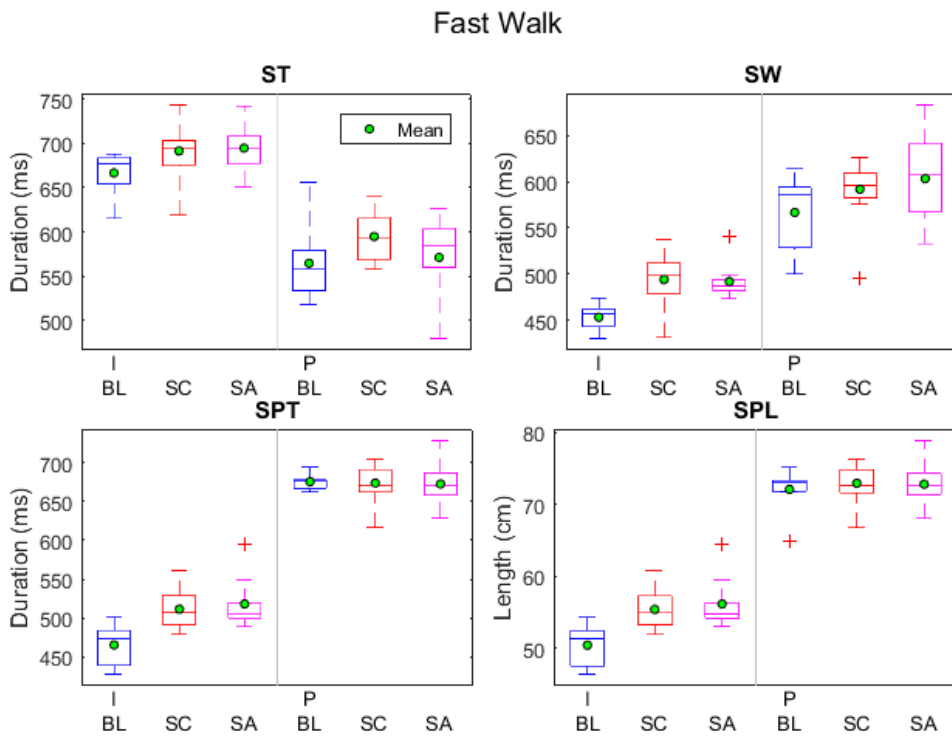 Fast Walk
ST
Duration (ms)
750
700
650
600
550
500
Mean
I P
BL SC SA BL SC SA
SW
Duration (ms)
650
600
550
500
450
I P
BL SC SA BL SC SA
SPT
Duration (ms)
700
650
600
550
500
450
I P
BL SC SA BL SC SA
SPL
Length (cm)
80
70
60
50
I P
BL SC SA BL SC SA